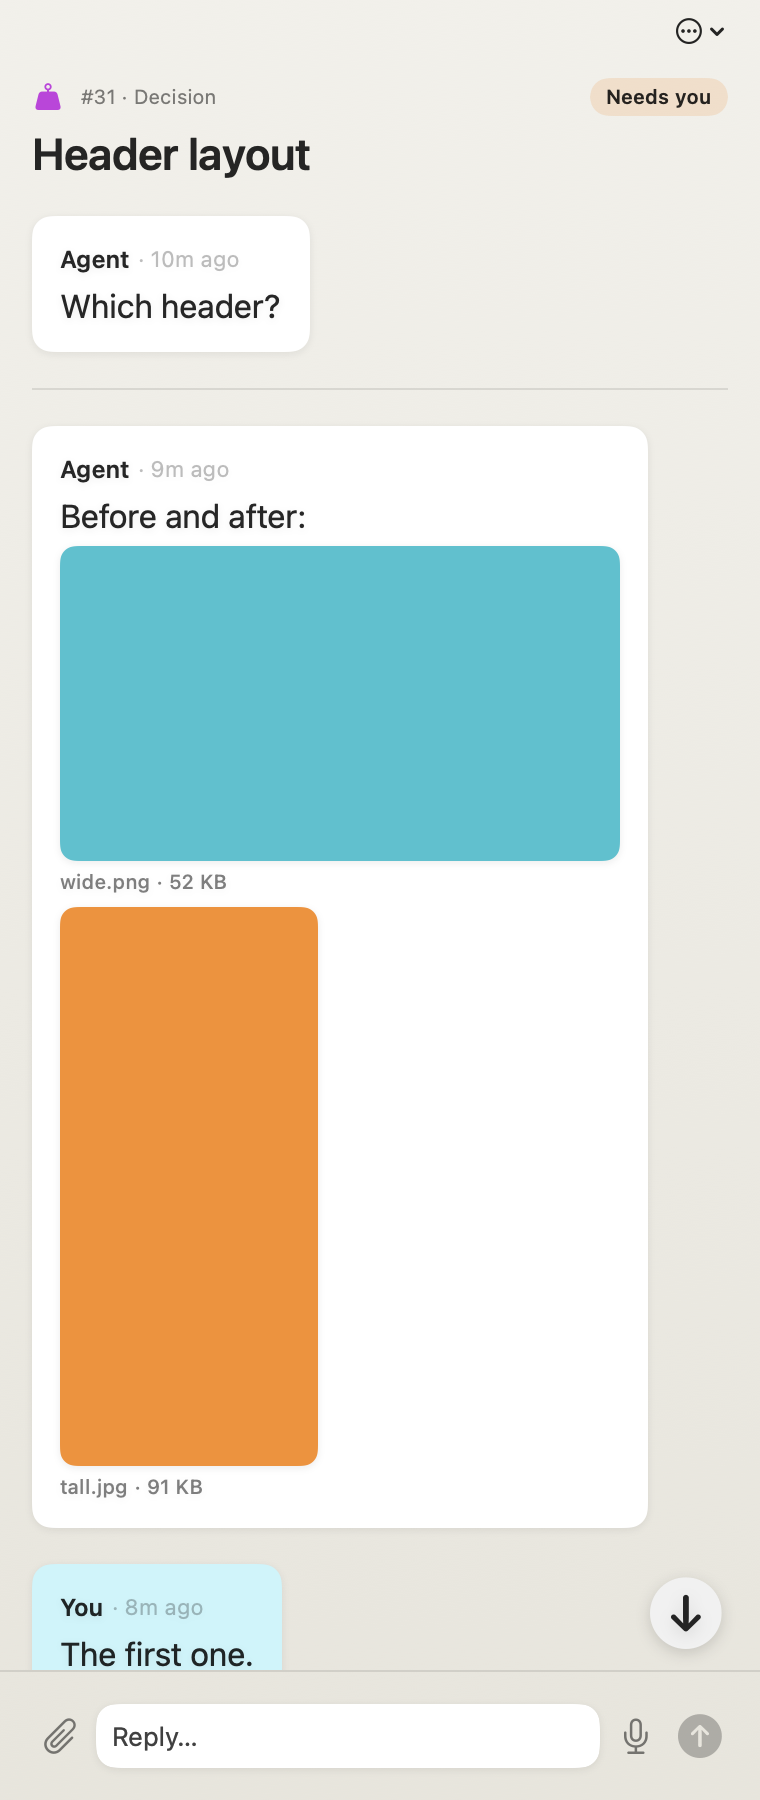 #31 · Decision
Needs you
Header layout
Agent · 10m ago
Which header?
Agent · 9m ago
Before and after:
wide.png · 52 KB
tall.jpg · 91 KB
You · 8m ago
The first one.
Reply...